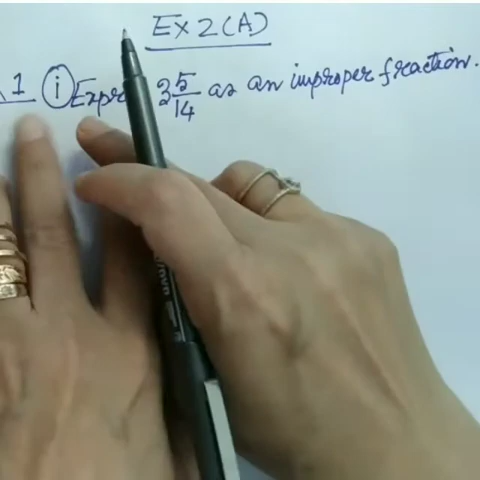 Ex 2(A)
1 (i) Expr 3 5/14 as an improper fraction.